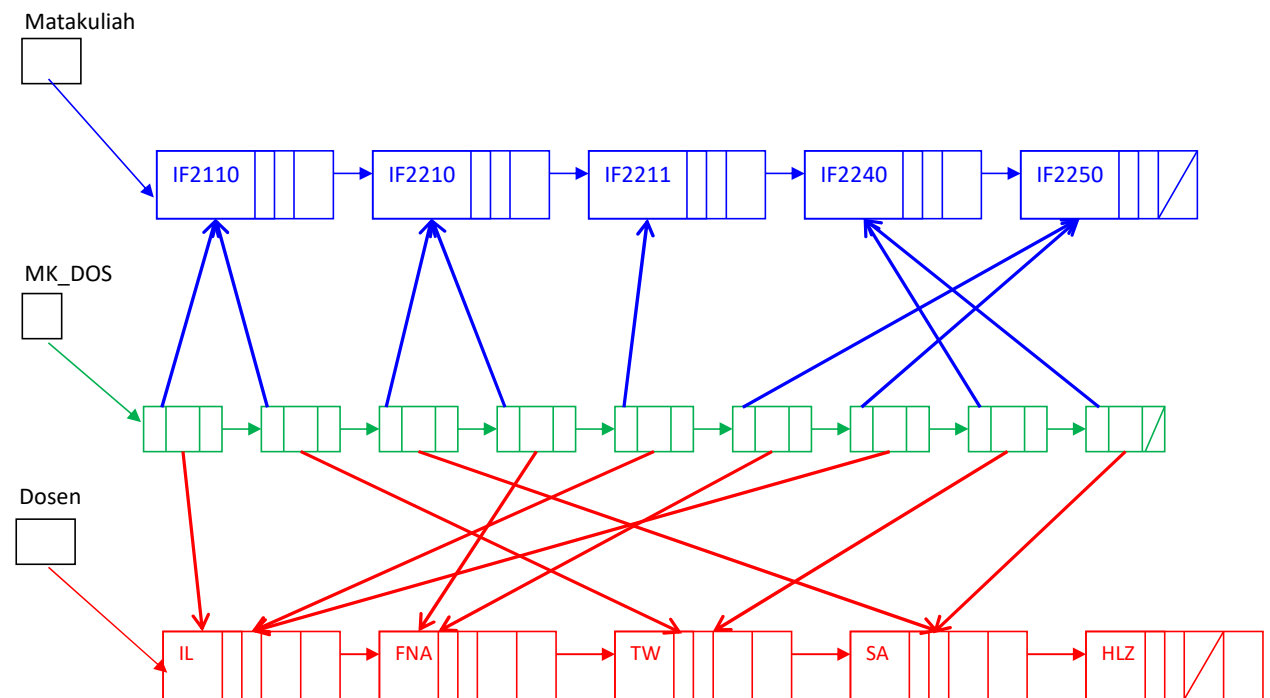 Matakuliah
IF2110 IF2210 IF2211 IF2240 IF2250
MK_DOS
Dosen
IL FNA TW SA HLZ